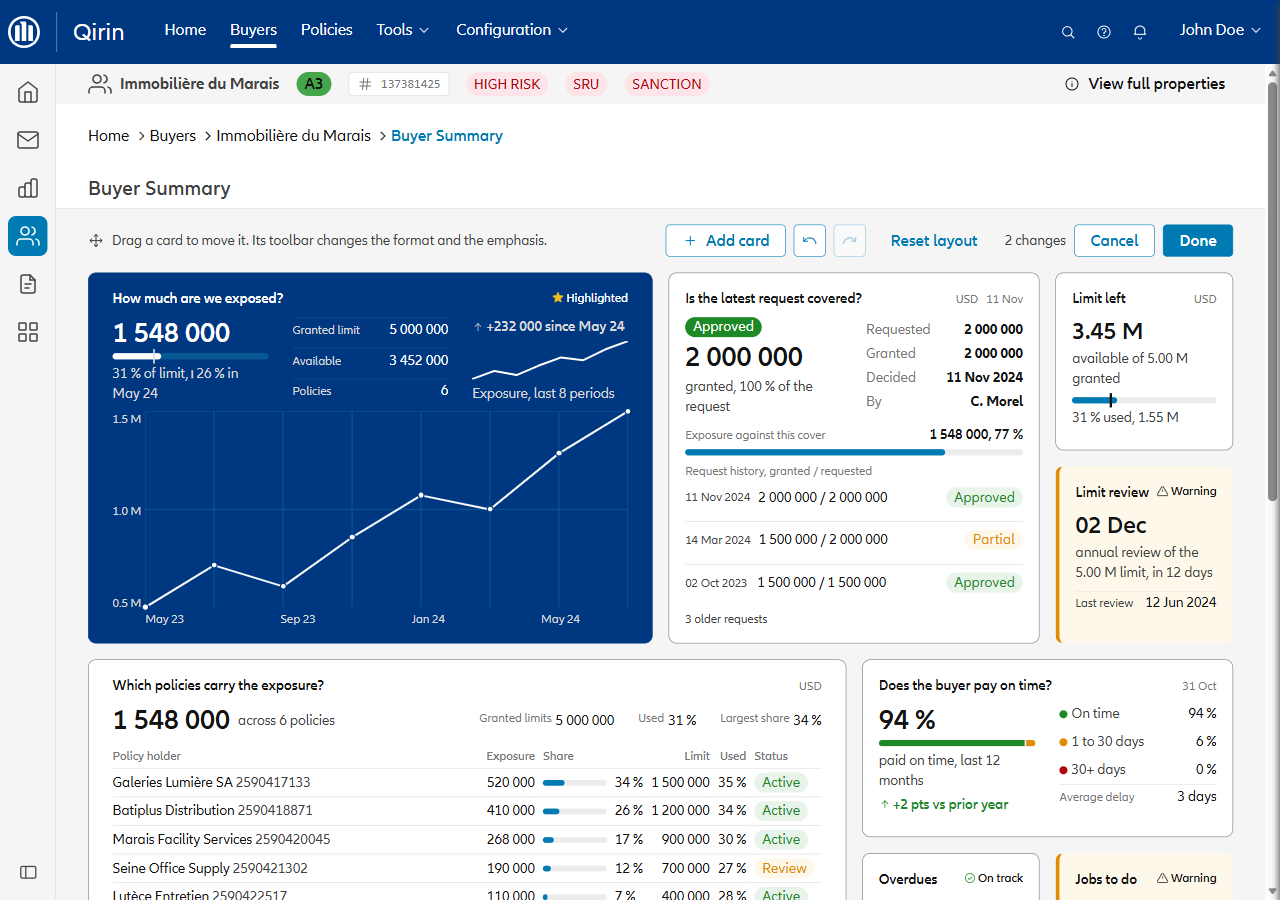 Qirin
Home
Buyers
Policies
Tools
Configuration
John Doe
Immobilière du Marais
A3
# 137381425
HIGH RISK
SRU
SANCTION
View full properties
Home > Buyers > Immobilière du Marais > Buyer Summary
Buyer Summary
Drag a card to move it. Its toolbar changes the format and the emphasis.
+ Add card
Reset layout
2 changes
Cancel
Done
How much are we exposed?
Highlighted
1 548 000
31 % of limit, 26 % in
May 24
Granted limit 5 000 000
Available 3 452 000
Policies 6
↑ +232 000 since May 24
Exposure, last 8 periods
1.5 M
1.0 M
0.5 M
May 23
Sep 23
Jan 24
May 24
Is the latest request covered?
USD 11 Nov
Approved
2 000 000
granted, 100 % of the
request
Requested 2 000 000
Granted 2 000 000
Decided 11 Nov 2024
By C. Morel
Exposure against this cover 1 548 000, 77 %
Request history, granted / requested
11 Nov 2024 2 000 000 / 2 000 000 Approved
14 Mar 2024 1 500 000 / 2 000 000 Partial
02 Oct 2023 1 500 000 / 1 500 000 Approved
3 older requests
Limit left USD
3.45 M
available of 5.00 M
granted
31 % used, 1.55 M
Limit review Warning
02 Dec
annual review of the
5.00 M limit, in 12 days
Last review 12 Jun 2024
Which policies carry the exposure? USD
1 548 000 across 6 policies
Granted limits 5 000 000
Used 31 %
Largest share 34 %
Policy holder Exposure Share Limit Used Status
Galeries Lumière SA 2590417133 520 000 34 % 1 500 000 35 % Active
Batiplus Distribution 2590418871 410 000 26 % 1 200 000 34 % Active
Marais Facility Services 2590420045 268 000 17 % 900 000 30 % Active
Seine Office Supply 2590421302 190 000 12 % 700 000 27 % Review
Lutèce Entretien 2590422517 110 000 7 % 400 000 28 % Active
Does the buyer pay on time? 31 Oct
94 %
paid on time, last 12
months
↑ +2 pts vs prior year
On time 94 %
1 to 30 days 6 %
30+ days 0 %
Average delay 3 days
Overdues On track
Jobs to do Warning